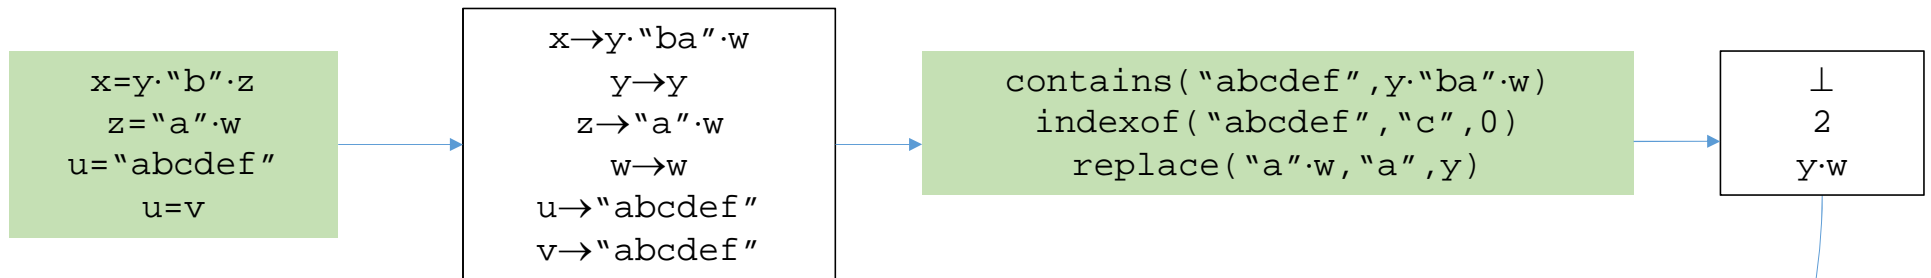 x=y·“b”·z
z=“a”·w
u=“abcdef”
u=v
x→y·“ba”·w
y→y
z→“a”·w
w→w
u→“abcdef”
v→“abcdef”
contains(“abcdef”,y·“ba”·w)
indexof(“abcdef”,“c”,0)
replace(“a”·w,“a”,y)
⊥
2
y·w